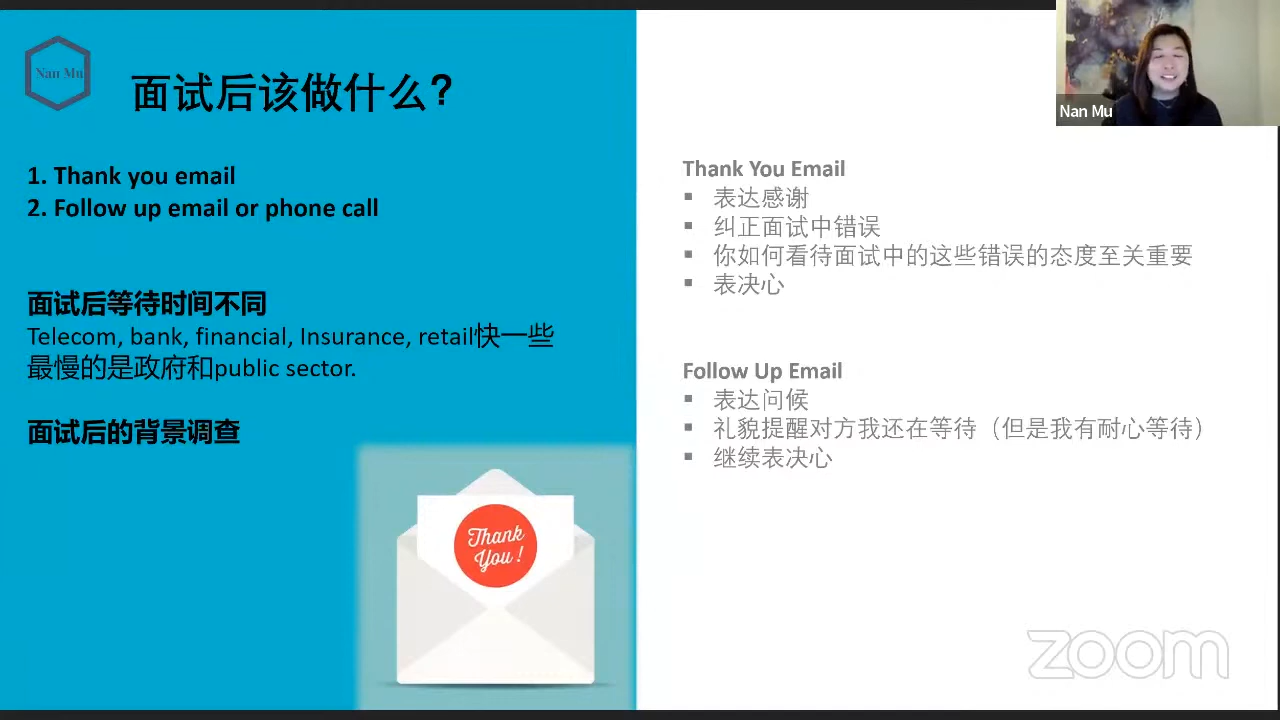 Nan Mu
面试后该做什么?
1. Thank you email
2. Follow up email or phone call
面试后等待时间不同
Telecom, bank, financial, Insurance, retail快一些
最慢的是政府和public sector.
面试后的背景调查
Thank
You !
Nan Mu
Thank You Email
▪ 表达感谢
▪ 纠正面试中错误
▪ 你如何看待面试中的这些错误的态度至关重要
▪ 表决心
Follow Up Email
▪ 表达问候
▪ 礼貌提醒对方我还在等待（但是我有耐心等待）
▪ 继续表决心
zoom